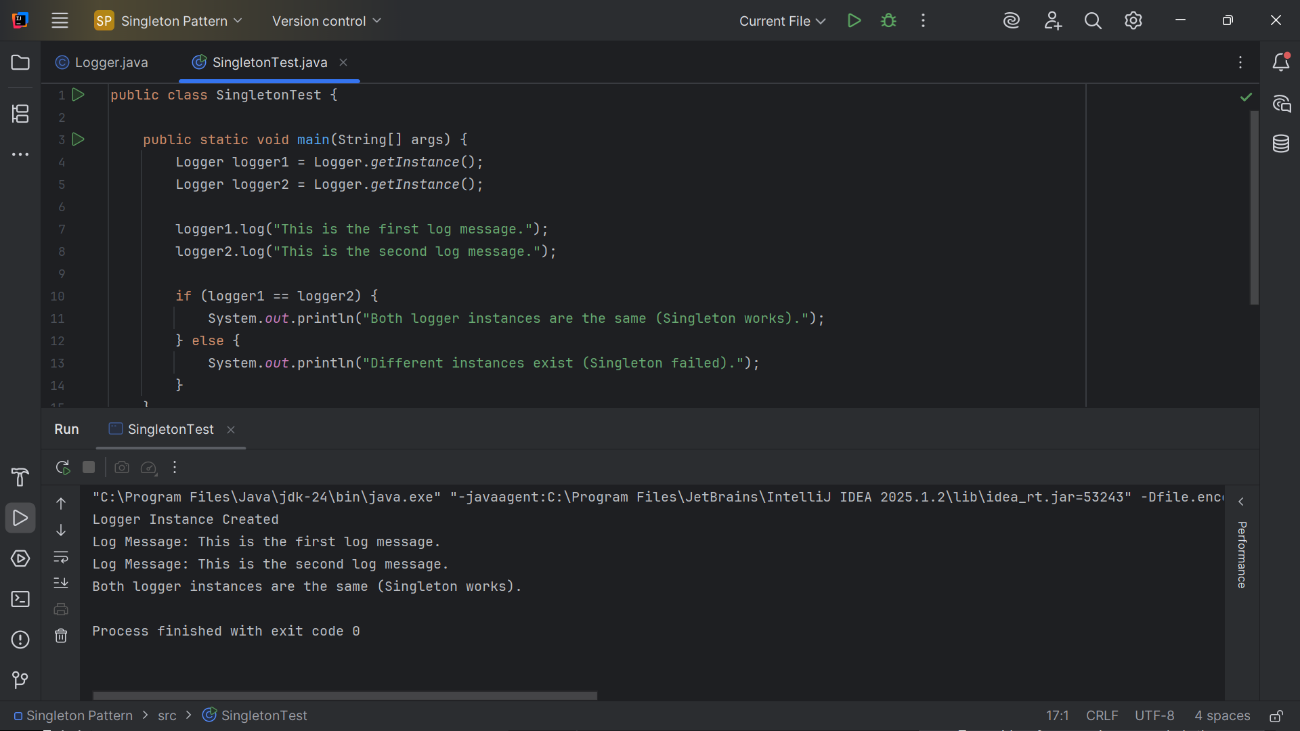 SP Singleton Pattern Version control Current File
Logger.java SingletonTest.java
1 public class SingletonTest {
2
3 public static void main(String[] args) {
4 Logger logger1 = Logger.getInstance();
5 Logger logger2 = Logger.getInstance();
6
7 logger1.log("This is the first log message.");
8 logger2.log("This is the second log message.");
9
10 if (logger1 == logger2) {
11 System.out.println("Both logger instances are the same (Singleton works).");
12 } else {
13 System.out.println("Different instances exist (Singleton failed).");
14 }
Run SingletonTest
"C:\Program Files\Java\jdk-24\bin\java.exe" "-javaagent:C:\Program Files\JetBrains\IntelliJ IDEA 2025.1.2\lib\idea_rt.jar=53243" -Dfile.enc
Logger Instance Created
Log Message: This is the first log message.
Log Message: This is the second log message.
Both logger instances are the same (Singleton works).
Process finished with exit code 0
Performance
Singleton Pattern > src > SingletonTest 17:1 CRLF UTF-8 4 spaces